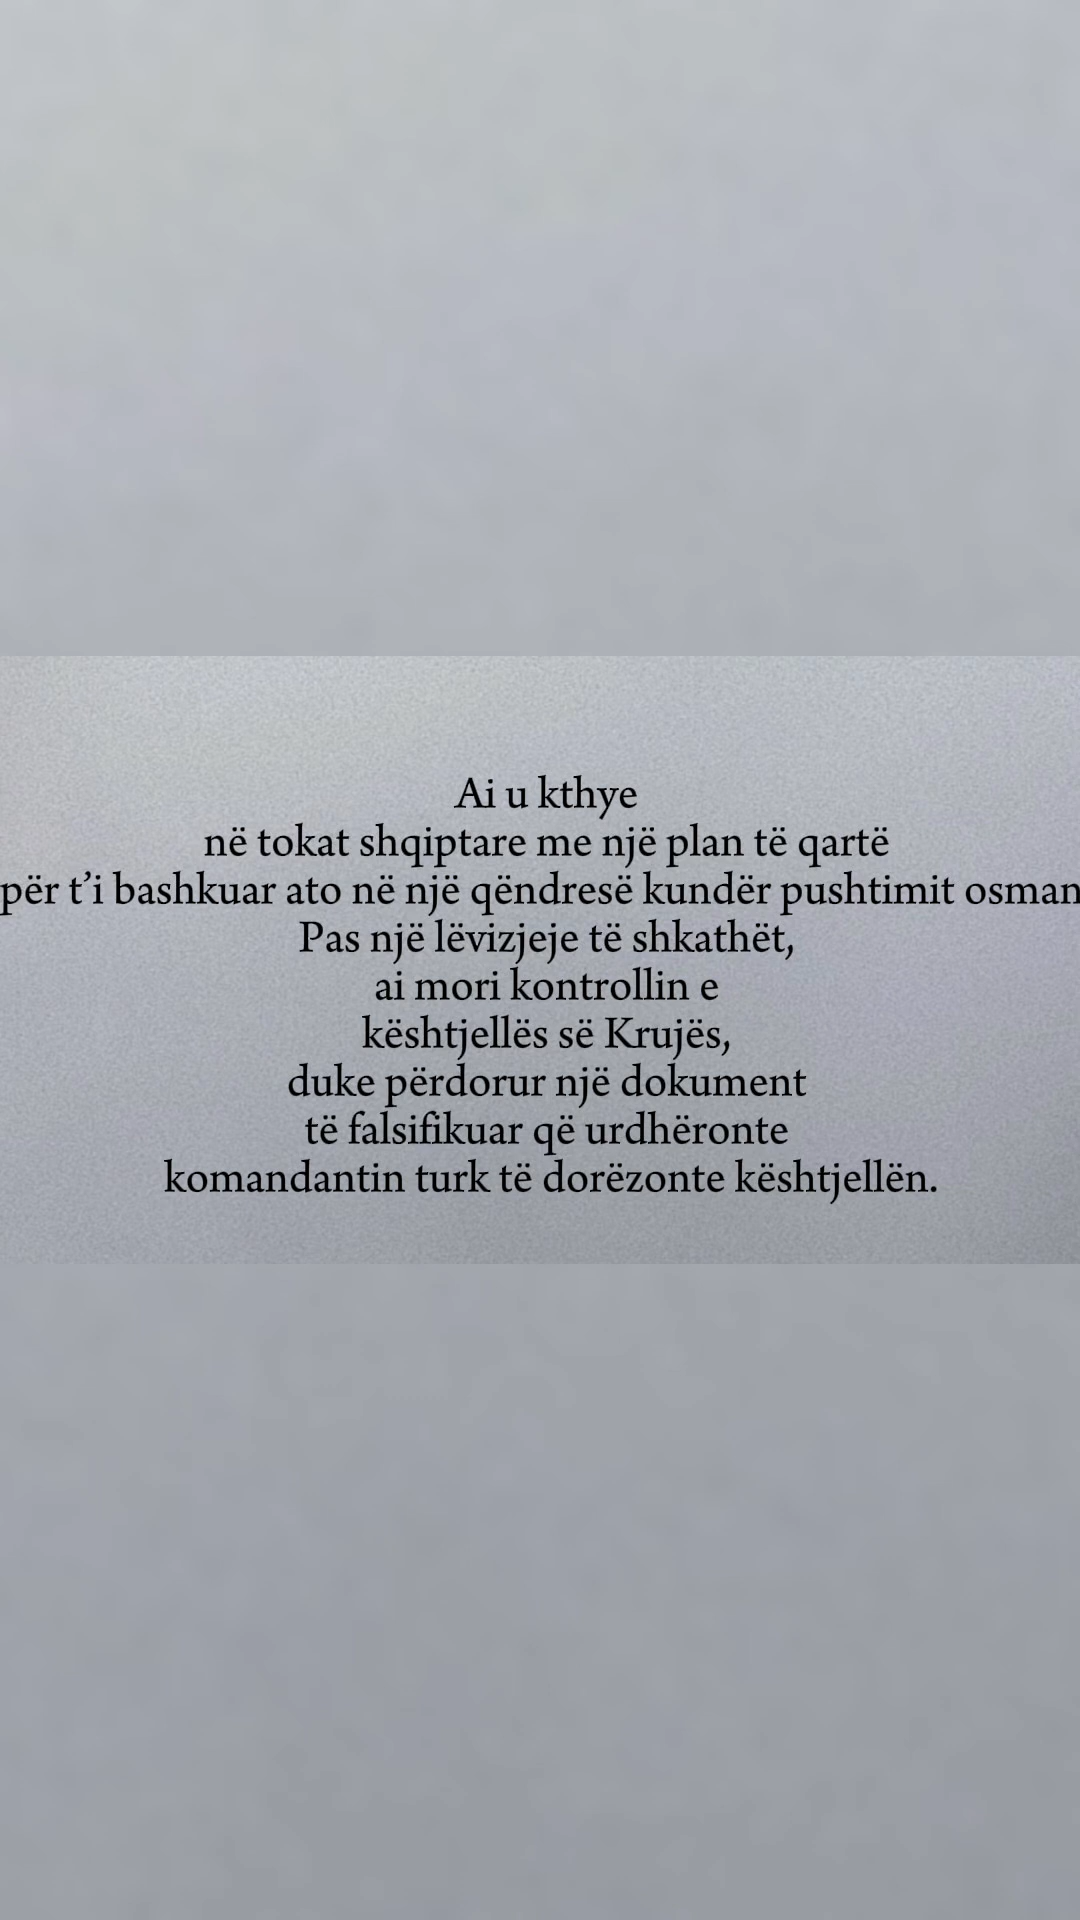 Ai u kthye
në tokat shqiptare me një plan të qartë
për t’i bashkuar ato në një qëndresë kundër pushtimit osman
Pas një lëvizjeje të shkathët,
ai mori kontrollin e
kështjellës së Krujës,
duke përdorur një dokument
të falsifikuar që urdhëronte
komandantin turk të dorëzonte kështjellën.